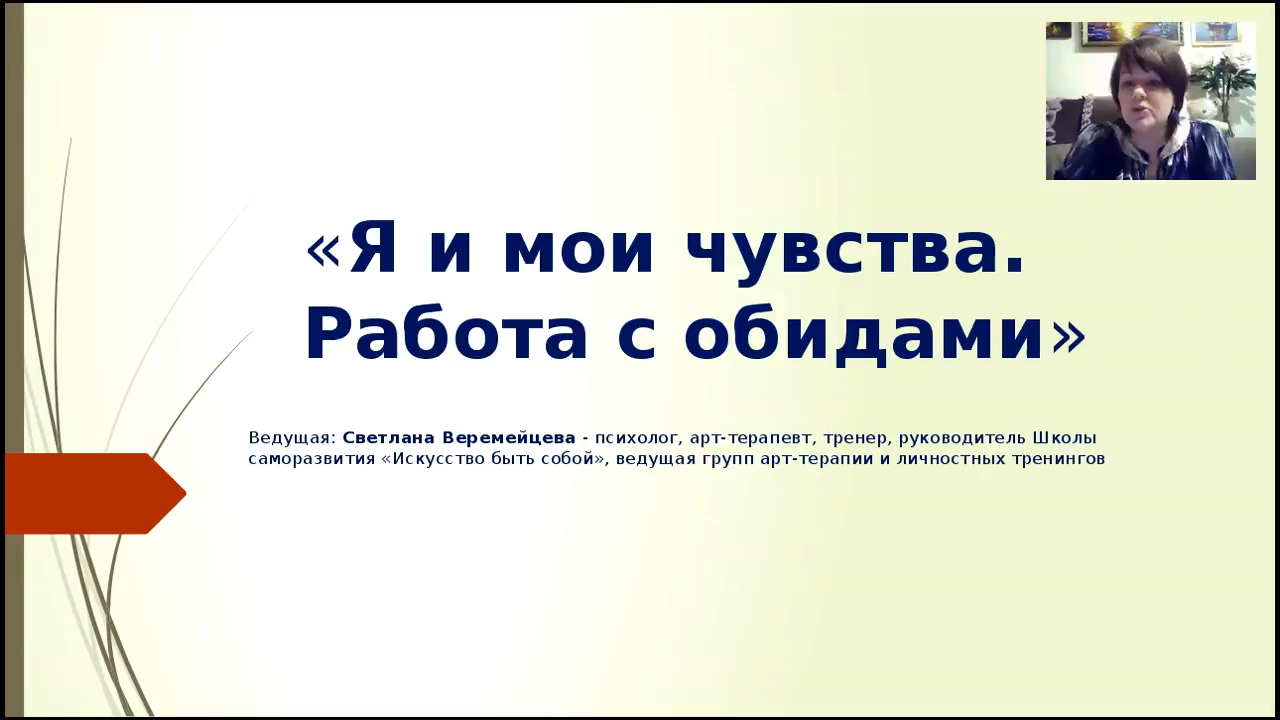 «Я и мои чувства.
Работа с обидами»
Ведущая: Светлана Веремейцева - психолог, арт-терапевт, тренер, руководитель Школы
саморазвития «Искусство быть собой», ведущая групп арт-терапии и личностных тренингов